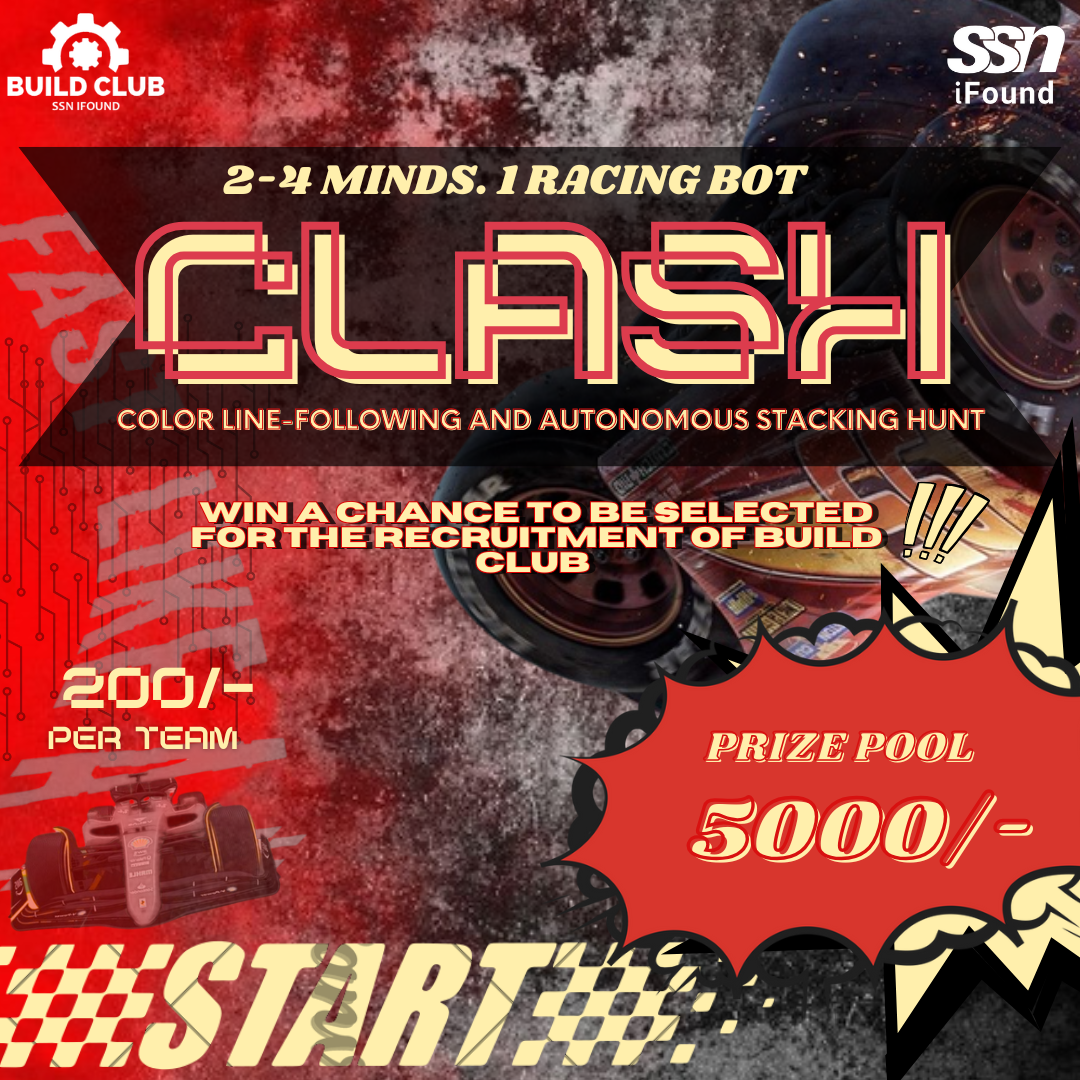 BUILD CLUB
SSN IFOUND
ssn
iFound
2-4 MINDS. 1 RACING BOT
CLASH
COLOR LINE-FOLLOWING AND AUTONOMOUS STACKING HUNT
WIN A CHANCE TO BE SELECTED
FOR THE RECRUITMENT OF BUILD
CLUB
!!!
FAST LIKE
200/-
PER TEAM
PRIZE POOL
5000/-
START